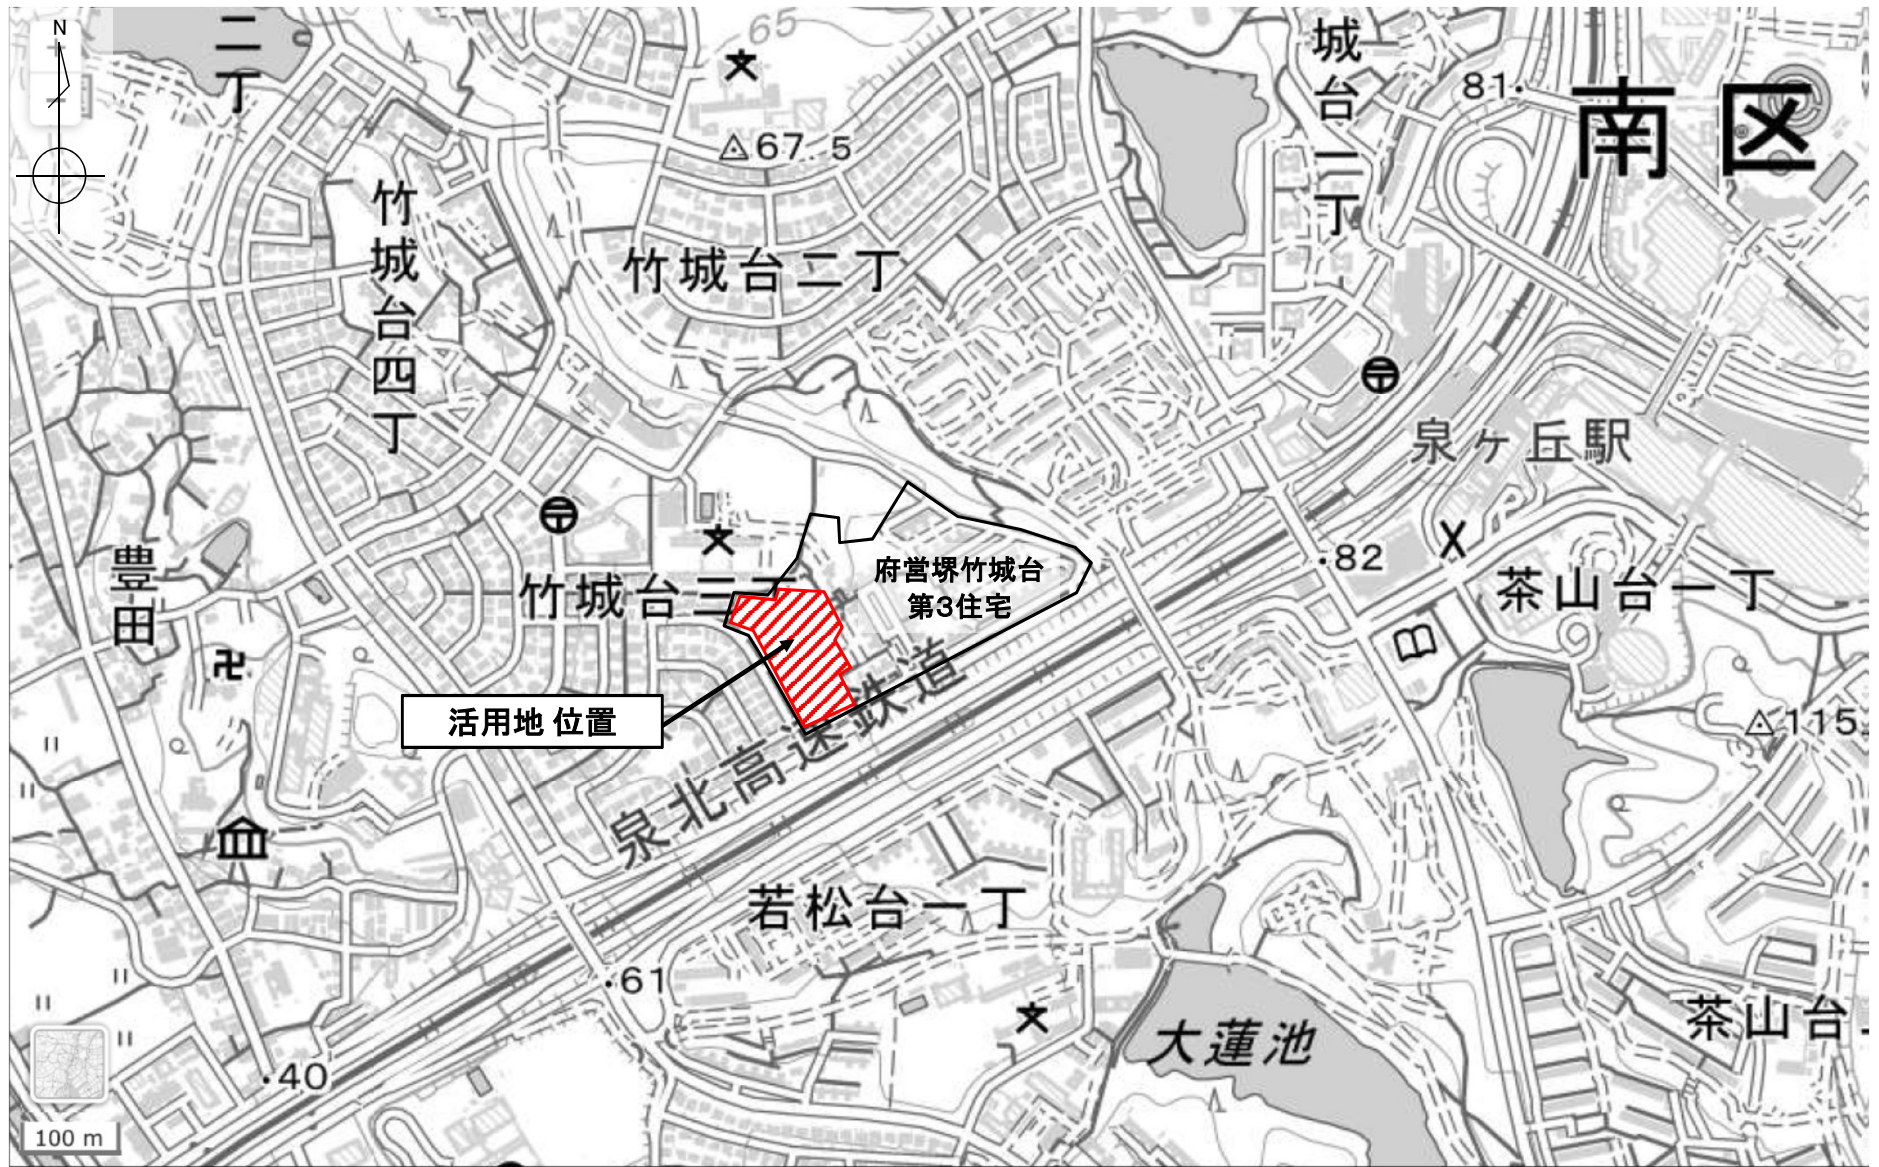 N
二丁
65
城台二丁
81
南区
67.5
竹城台四丁
竹城台二丁
泉ヶ丘駅
豊田
竹城台三丁
府営堺竹城台
第3住宅
82
茶山台一丁
活用地 位置
115
泉北高速鉄道
若松台一丁
61
大蓮池
茶山台
40
100 m